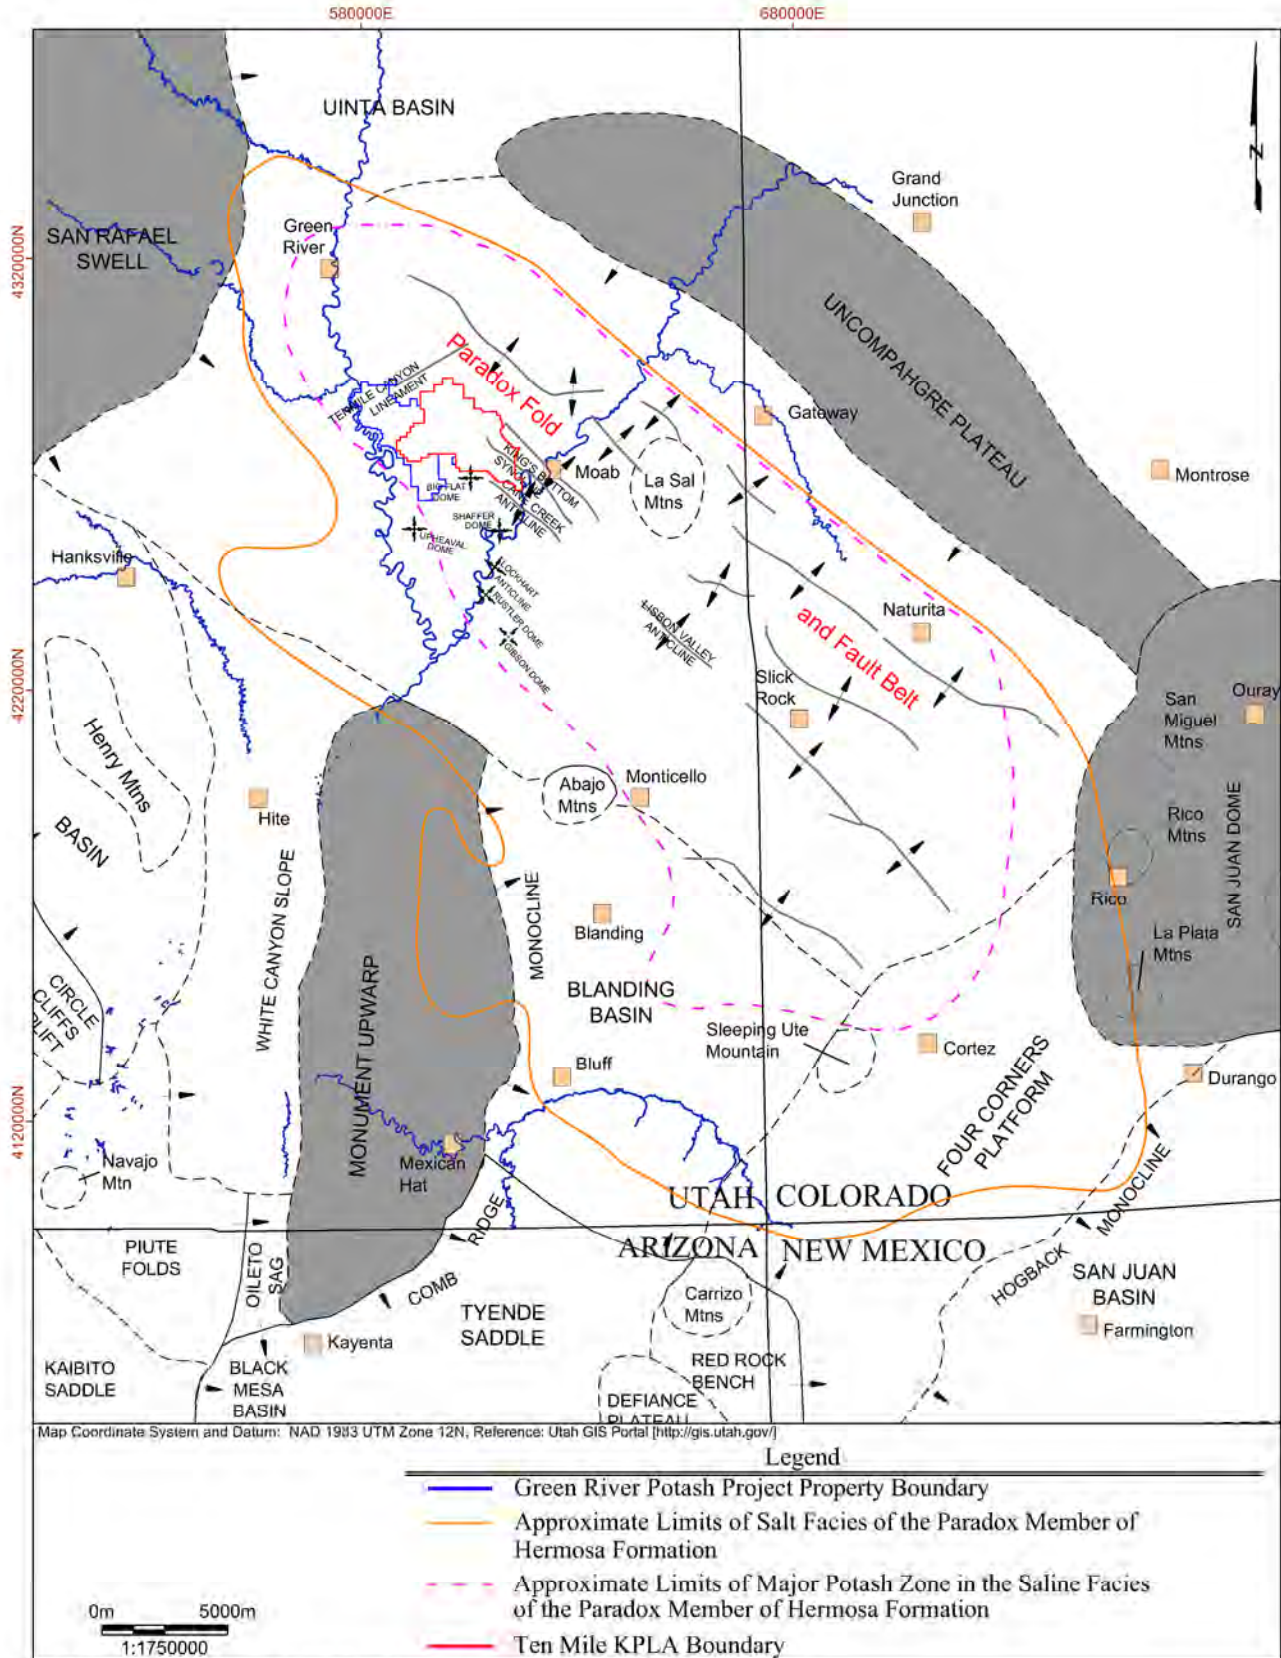 580000E
680000E
UINTA BASIN
Grand
Junction
SAN RAFAEL
SWELL
Green
River
4320000N
UNCOMPAHGRE PLATEAU
Paradox Fold
TENMILE CANYON
LINEAMENT
Gateway
KING'S BOTTOM
SYNCLINE
Moab
La Sal
Mtns
Montrose
BIG FLAT
DOME
CANE CREEK
ANTICLINE
SHAFFER
DOME
UPHEAVAL
DOME
Hanksville
LOCKHART
ANTICLINE
RUSTLER DOME
GIBSON DOME
LISBON VALLEY
ANTICLINE
and Fault Belt
Naturita
4220000N
Slick
Rock
San
Miguel
Mtns
Ouray
Henry Mtns
BASIN
Hite
Abajo
Mtns
Monticello
Rico
Mtns
SAN JUAN DOME
Rico
WHITE CANYON SLOPE
MONOCLINE
Blanding
La Plata
Mtns
CIRCLE
CLIFFS
MONUMENT UPWARP
BLANDING
BASIN
Sleeping Ute
Mountain
Cortez
Bluff
FOUR CORNERS
PLATFORM
Durango
4120000N
Navajo
Mtn
Mexican
Hat
UTAH COLORADO
ARIZONA NEW MEXICO
MONOCLINE
HOGBACK
RIDGE
COMB
PIUTE
FOLDS
OILETO
SAG
SAN JUAN
BASIN
TYENDE
SADDLE
Carrizo
Mtns
Farmington
Kayenta
KAIBITO
SADDLE
BLACK
MESA
BASIN
RED ROCK
BENCH
DEFIANCE
PLATEAU
Map Coordinate System and Datum: NAD 1983 UTM Zone 12N, Reference: Utah GIS Portal [http://gis.utah.gov/]
Legend
Green River Potash Project Property Boundary
Approximate Limits of Salt Facies of the Paradox Member of
Hermosa Formation
Approximate Limits of Major Potash Zone in the Saline Facies
of the Paradox Member of Hermosa Formation
Ten Mile KPLA Boundary
0m 5000m
1:1750000
N